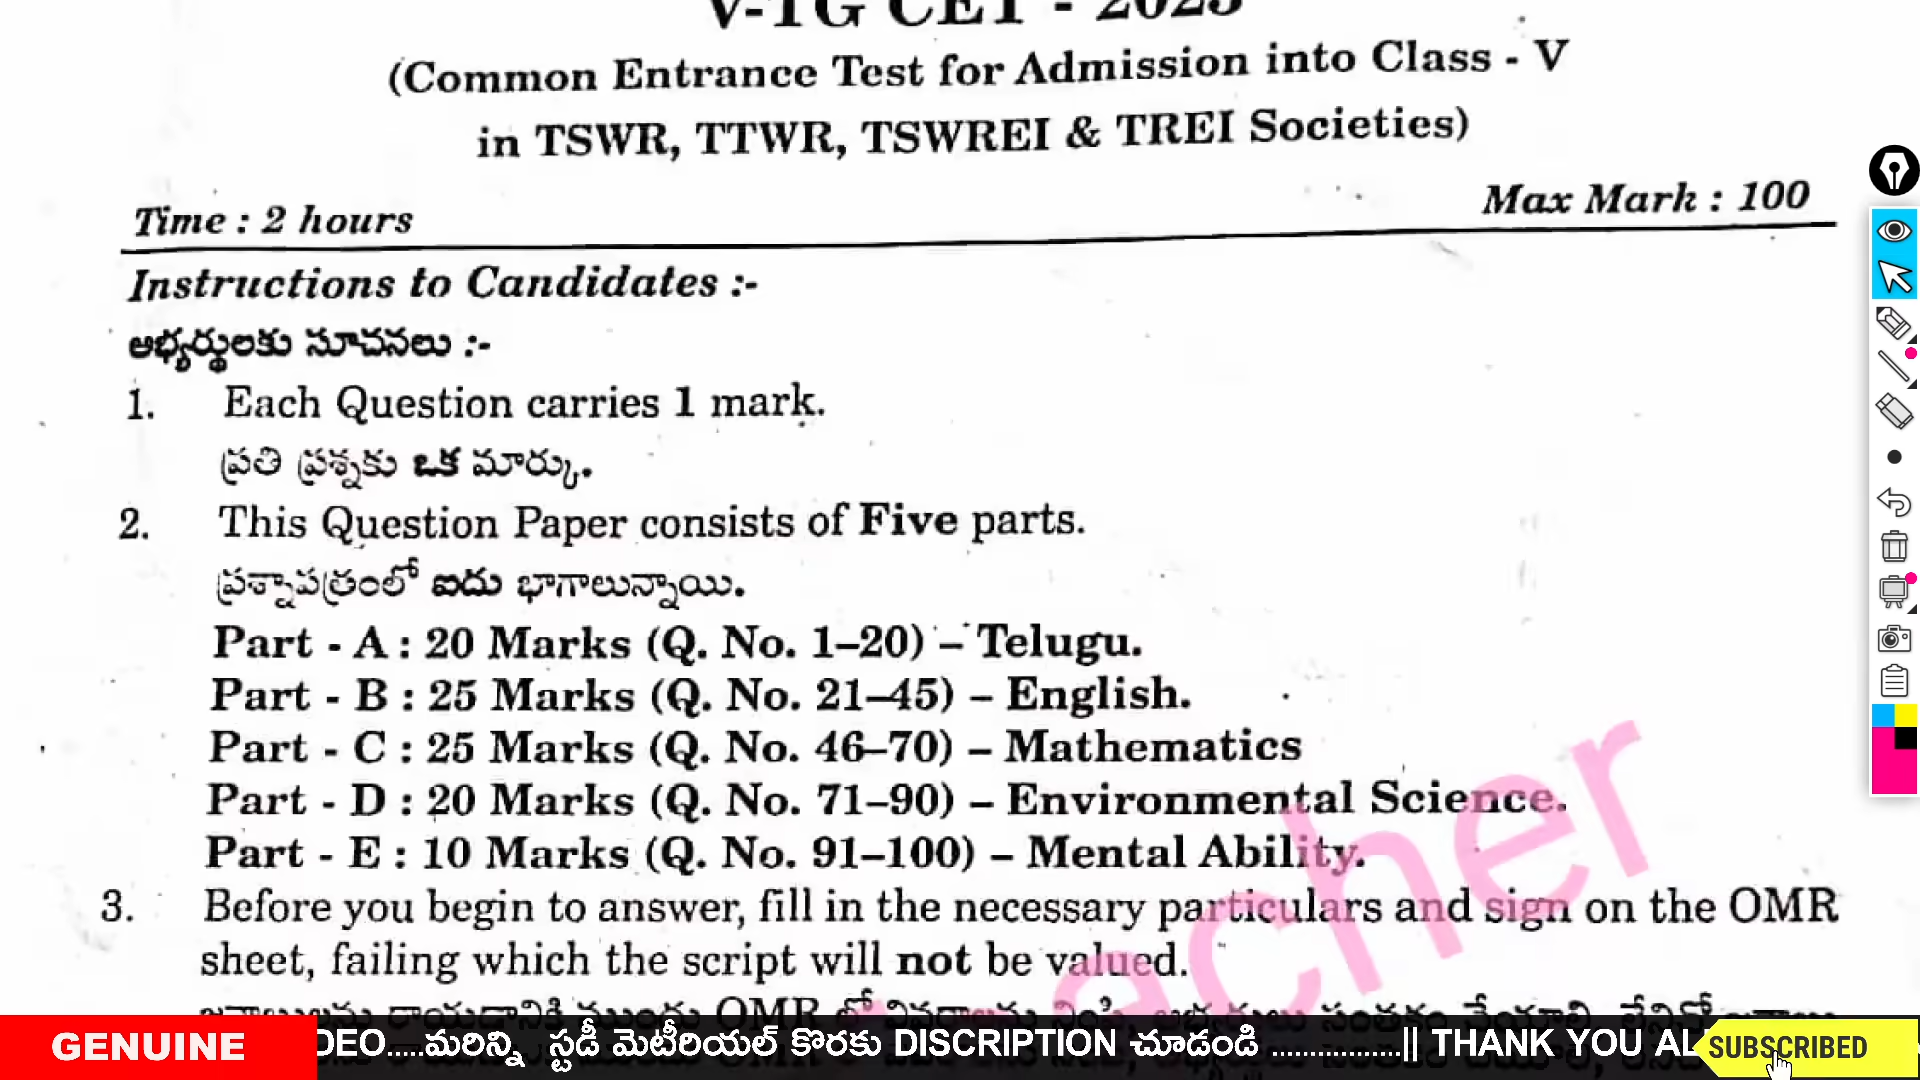 V-TG CET - 2023
(Common Entrance Test for Admission into Class - V
in TSWR, TTWR, TSWREI & TREI Societies)
Time : 2 hours
Max Mark : 100
Instructions to Candidates :-
అభ్యర్థులకు సూచనలు :-
1. Each Question carries 1 mark.
ప్రతి ప్రశ్నకు ఒక మార్కు.
2. This Question Paper consists of Five parts.
ప్రశ్నాపత్రంలో ఐదు భాగాలున్నాయి.
Part - A : 20 Marks (Q. No. 1–20) – Telugu.
Part - B : 25 Marks (Q. No. 21–45) – English.
Part - C : 25 Marks (Q. No. 46–70) – Mathematics
Part - D : 20 Marks (Q. No. 71–90) – Environmental Science.
Part - E : 10 Marks (Q. No. 91–100) – Mental Ability.
3. Before you begin to answer, fill in the necessary particulars and sign on the OMR
sheet, failing which the script will not be valued.
OMR
acher
GENUINE
DEO.....మరిన్ని స్టడీ మెటీరియల్ కొరకు DISCRIPTION చూడండి ................|| THANK YOU AL
SUBSCRIBED